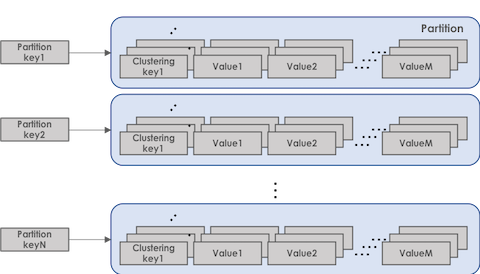 Partition
Partition
key1
Clustering
key1
Value1
Value2
ValueM
Partition
key2
Clustering
key1
Value1
Value2
ValueM
Partition
keyN
Clustering
key1
Value1
Value2
ValueM